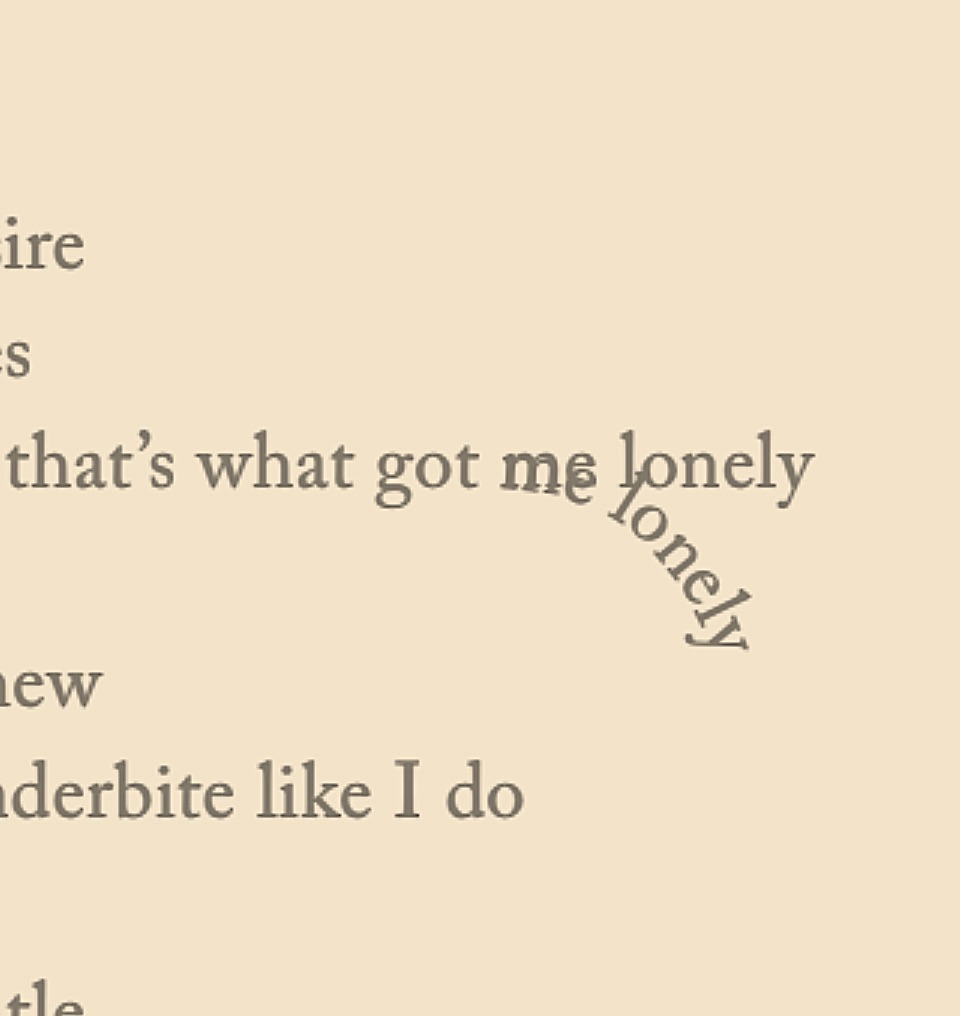 ire
es
that’s what got me lonely
me lonely
new
nderbite like I do
tle